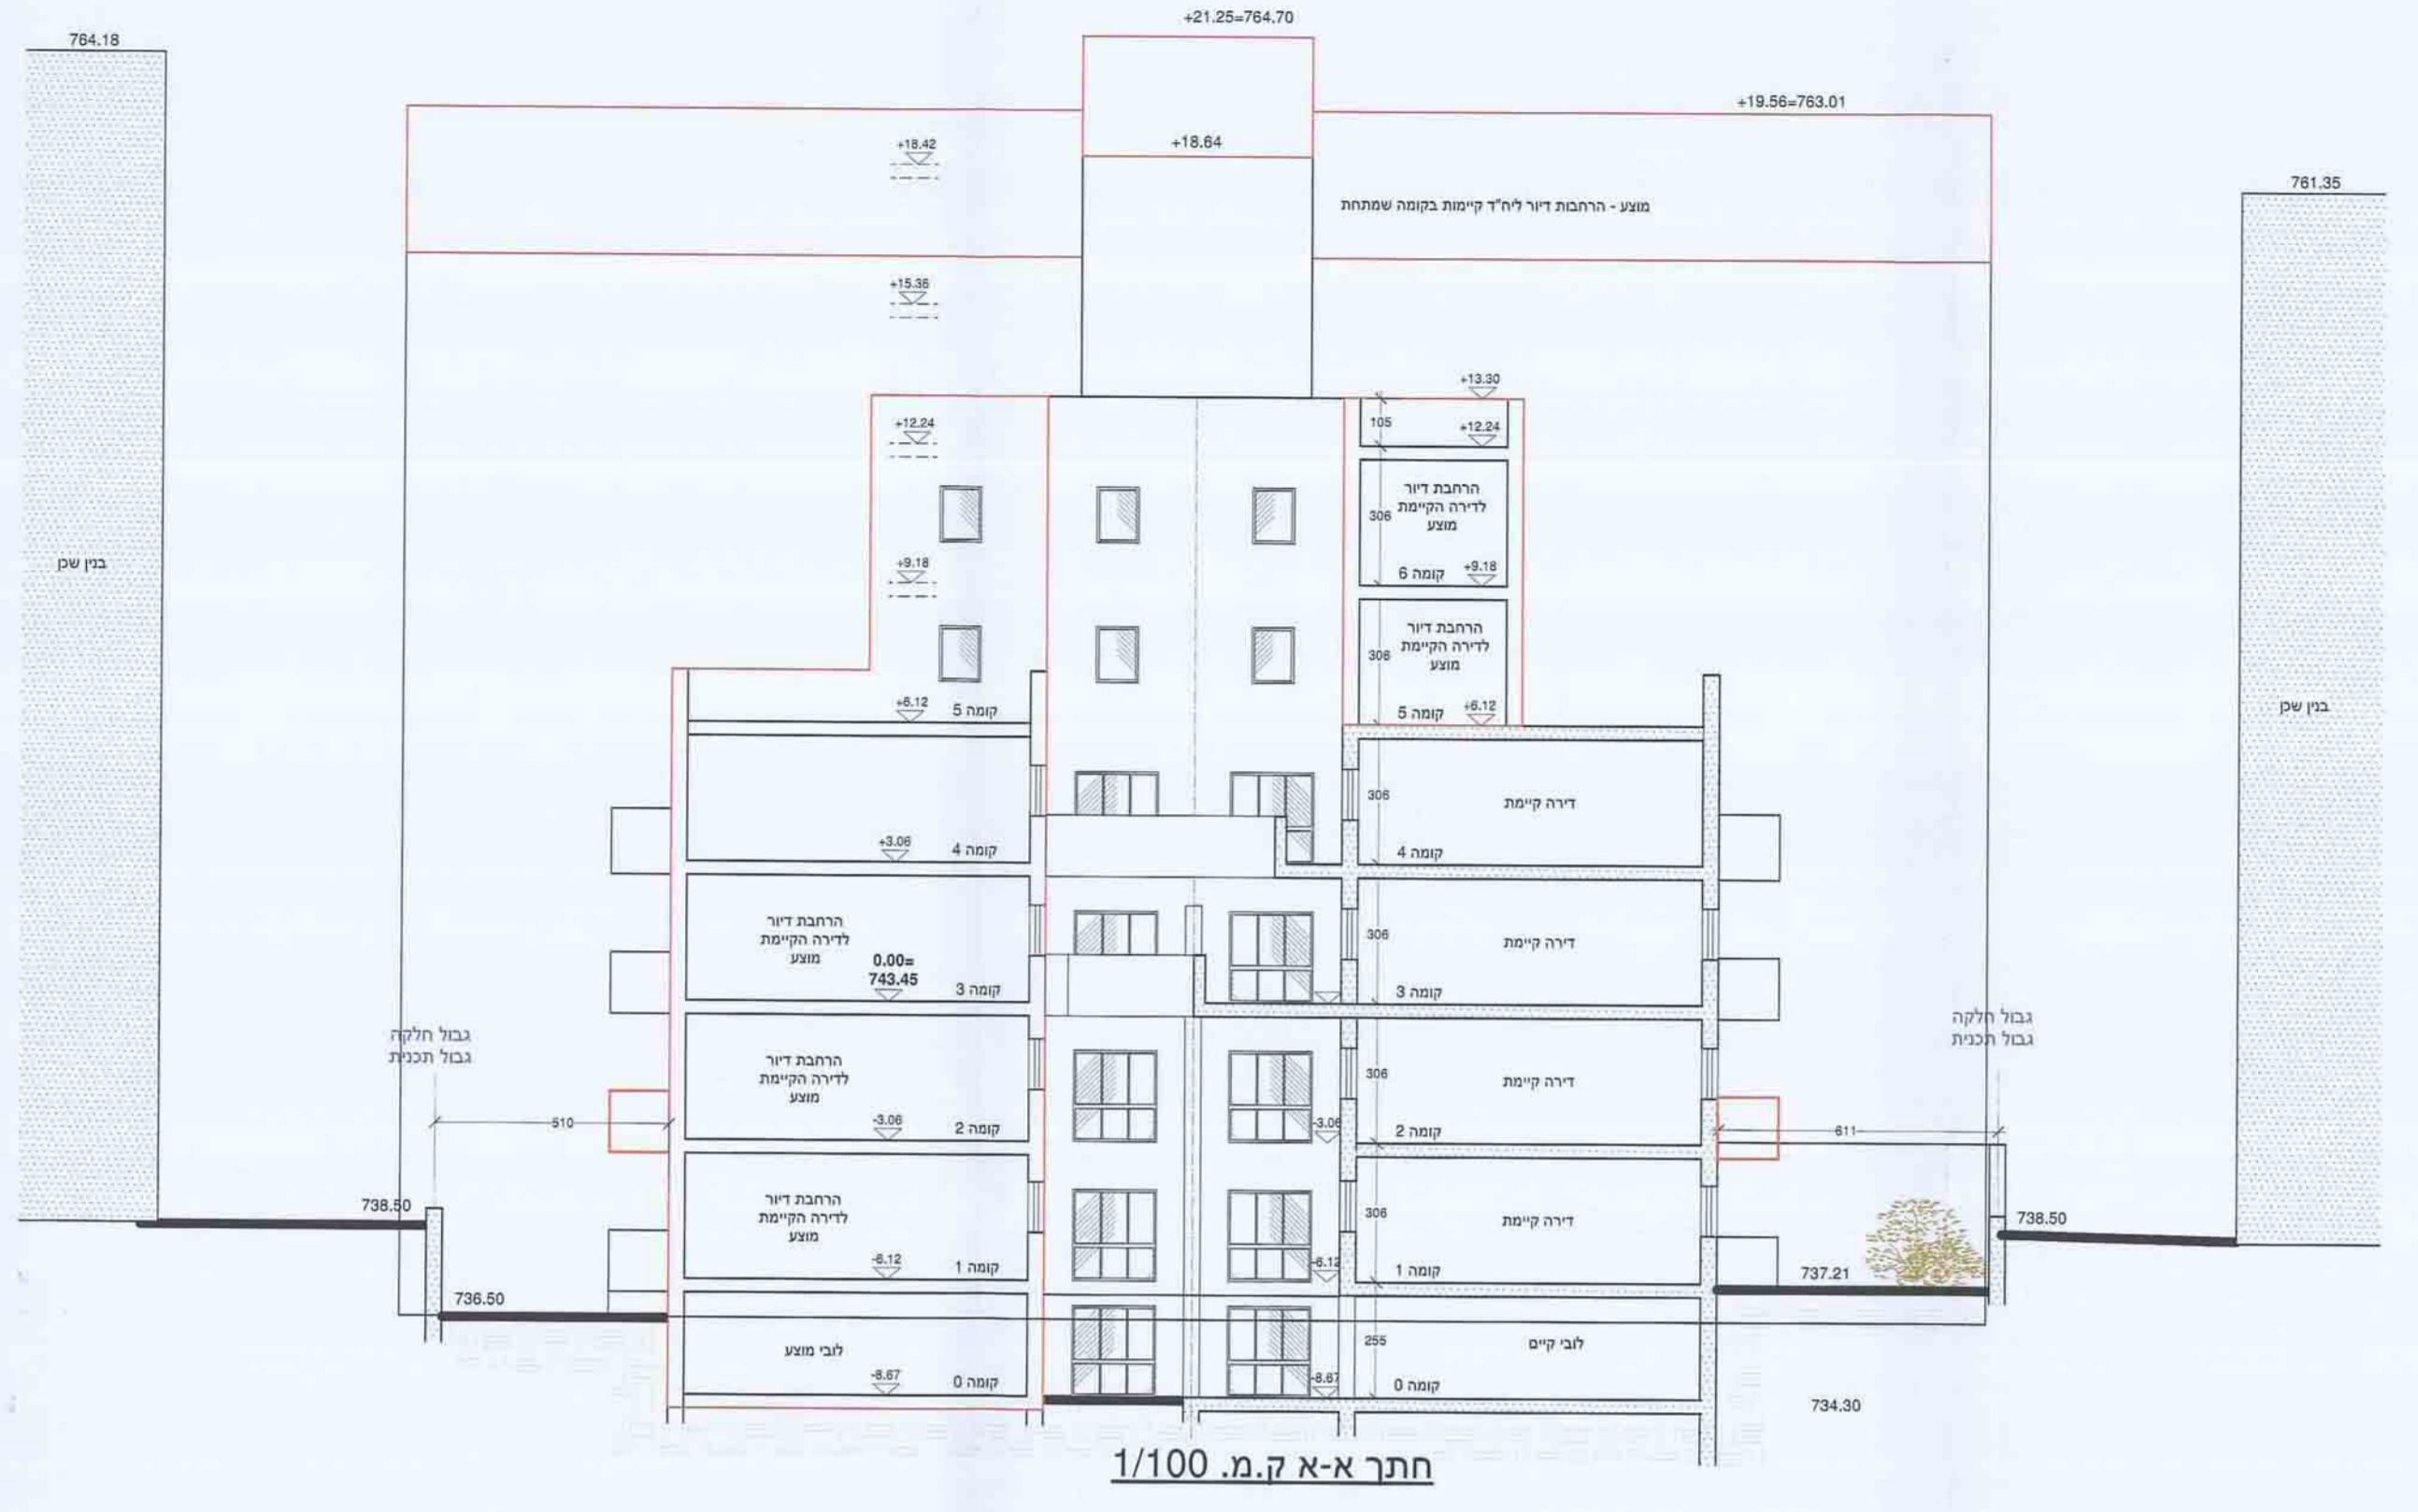 +21.25=764.70
764.18
+19.56=763.01
+18.42
+18.64
761.35
מוצע - הרחבות דיור ליח"ד קיימות בקומה שמתחת
+15.36
+13.30
+12.24
105
+12.24
הרחבת דיור
לדירה הקיימת
מוצע
306
קומה 6
+9.18
+9.18
בנין שכן
הרחבת דיור
לדירה הקיימת
מוצע
306
קומה 5
+6.12
+6.12
קומה 5
בנין שכן
306
דירה קיימת
+3.06
קומה 4
קומה 4
הרחבת דיור
לדירה הקיימת
מוצע
0.00=
743.45
קומה 3
306
דירה קיימת
קומה 3
גבול חלקה
גבול תכנית
גבול חלקה
גבול תכנית
הרחבת דיור
לדירה הקיימת
מוצע
306
דירה קיימת
510
-3.06
קומה 2
-3.06
קומה 2
611
738.50
הרחבת דיור
לדירה הקיימת
מוצע
306
דירה קיימת
738.50
-6.12
קומה 1
-6.12
קומה 1
737.21
736.50
לובי מוצע
255
לובי קיים
-8.67
קומה 0
-8.67
קומה 0
734.30
חתך א-א ק.מ. 1/100